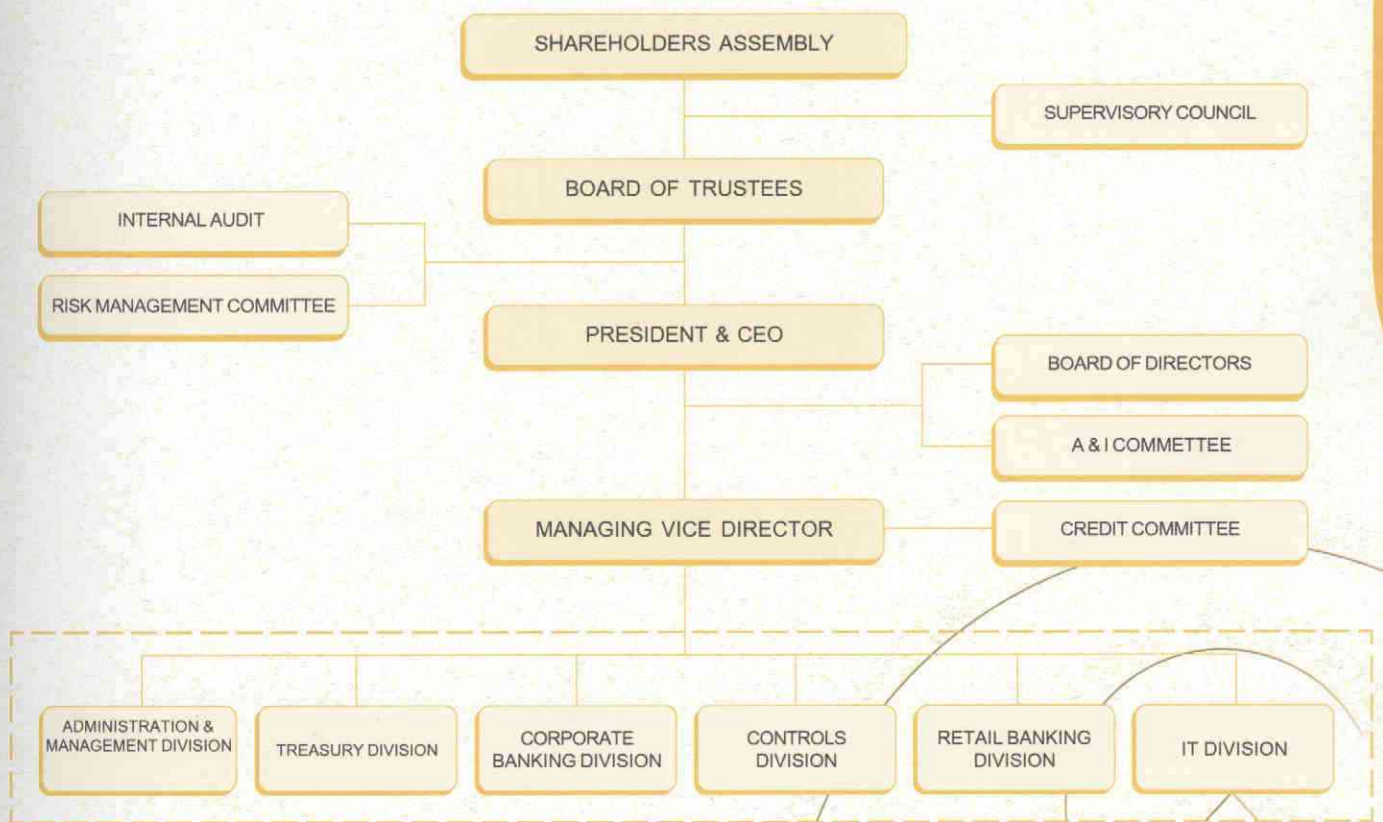 SHAREHOLDERS ASSEMBLY
SUPERVISORY COUNCIL
BOARD OF TRUSTEES
INTERNAL AUDIT
RISK MANAGEMENT COMMITTEE
PRESIDENT & CEO
BOARD OF DIRECTORS
A & I COMMETTEE
MANAGING VICE DIRECTOR
CREDIT COMMITTEE
ADMINISTRATION &
MANAGEMENT DIVISION
TREASURY DIVISION
CORPORATE
BANKING DIVISION
CONTROLS
DIVISION
RETAIL BANKING
DIVISION
IT DIVISION